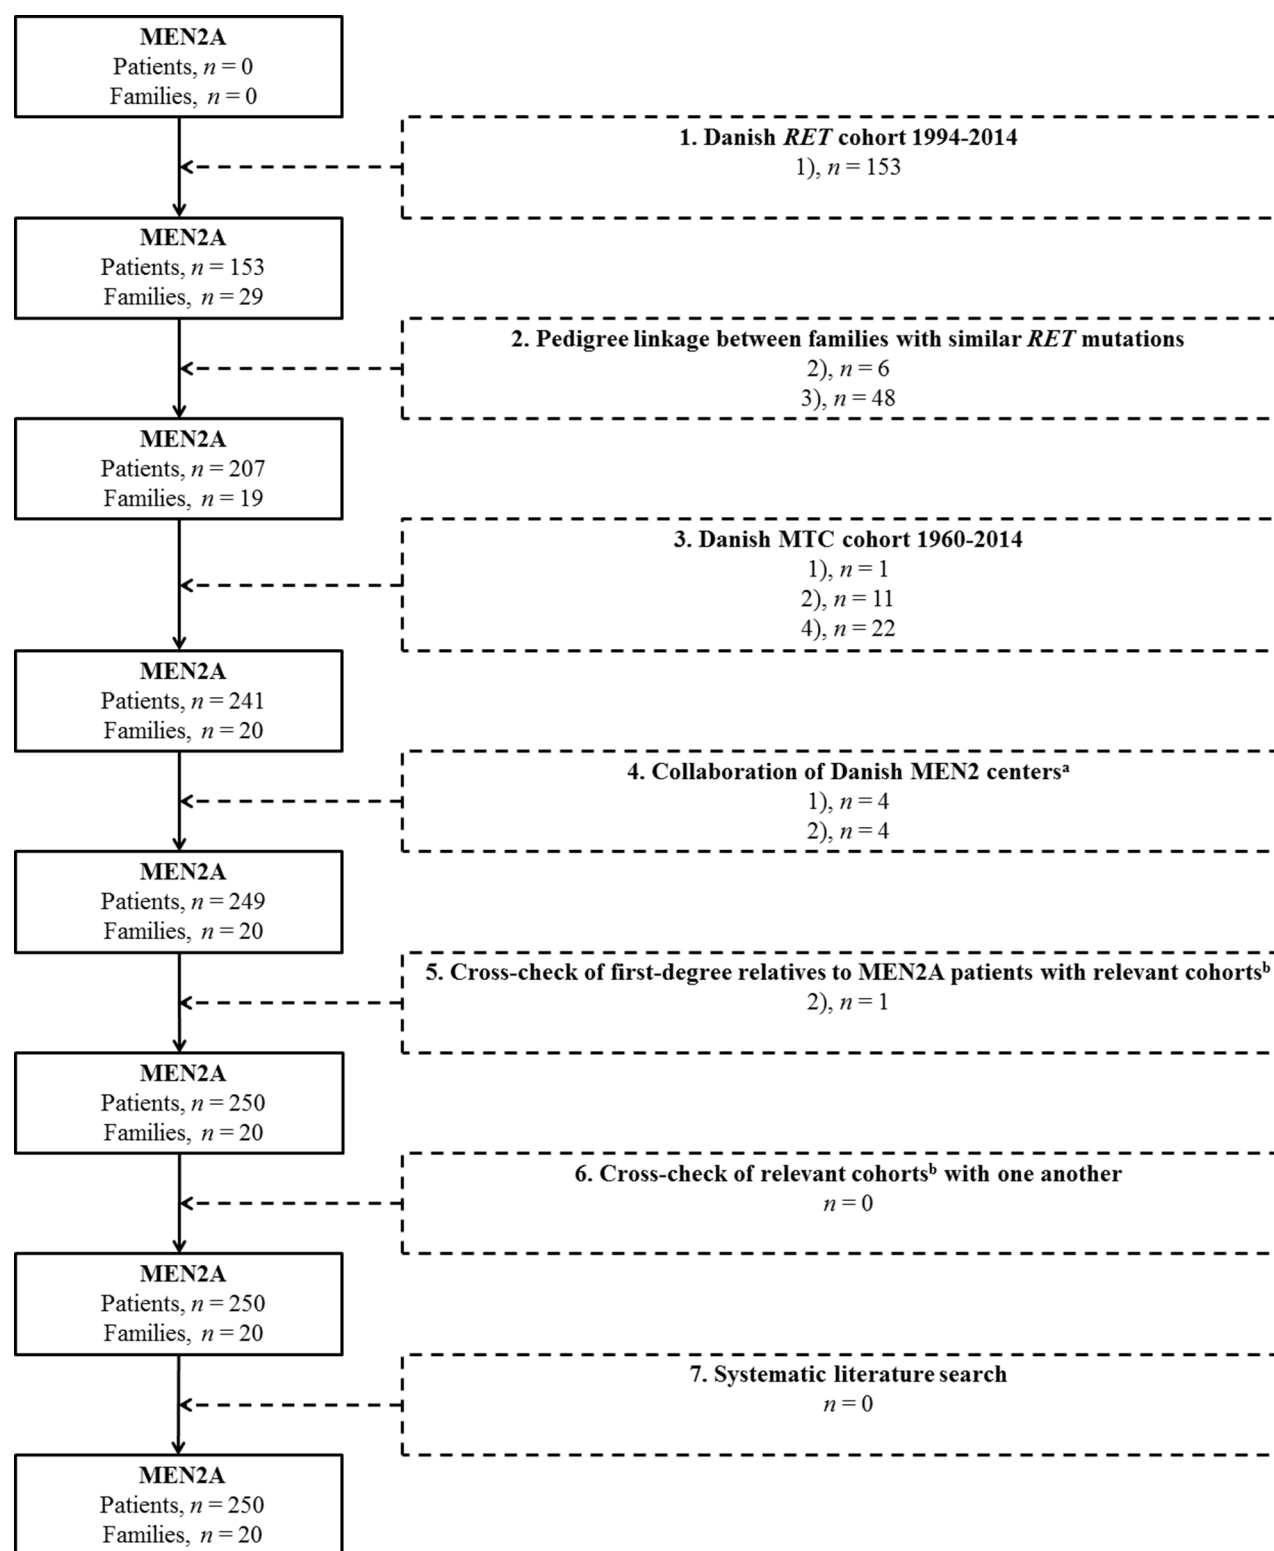 MEN2A
Patients, n = 0
Families, n = 0
1. Danish RET cohort 1994-2014
1), n = 153
MEN2A
Patients, n = 153
Families, n = 29
2. Pedigree linkage between families with similar RET mutations
2), n = 6
3), n = 48
MEN2A
Patients, n = 207
Families, n = 19
3. Danish MTC cohort 1960-2014
1), n = 1
2), n = 11
4), n = 22
MEN2A
Patients, n = 241
Families, n = 20
4. Collaboration of Danish MEN2 centersᵃ
1), n = 4
2), n = 4
MEN2A
Patients, n = 249
Families, n = 20
5. Cross-check of first-degree relatives to MEN2A patients with relevant cohortsᵇ
2), n = 1
MEN2A
Patients, n = 250
Families, n = 20
6. Cross-check of relevant cohortsᵇ with one another
n = 0
MEN2A
Patients, n = 250
Families, n = 20
7. Systematic literature search
n = 0
MEN2A
Patients, n = 250
Families, n = 20